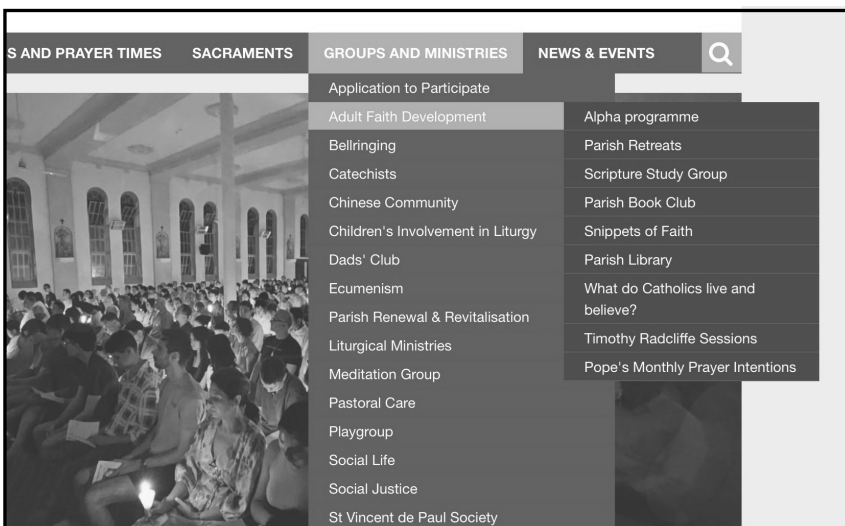 S AND PRAYER TIMES
SACRAMENTS
GROUPS AND MINISTRIES
NEWS & EVENTS
Application to Participate
Adult Faith Development
Bellringing
Catechists
Chinese Community
Children's Involvement in Liturgy
Dads' Club
Ecumenism
Parish Renewal & Revitalisation
Liturgical Ministries
Meditation Group
Pastoral Care
Playgroup
Social Life
Social Justice
St Vincent de Paul Society
Alpha programme
Parish Retreats
Scripture Study Group
Parish Book Club
Snippets of Faith
Parish Library
What do Catholics live and
believe?
Timothy Radcliffe Sessions
Pope's Monthly Prayer Intentions